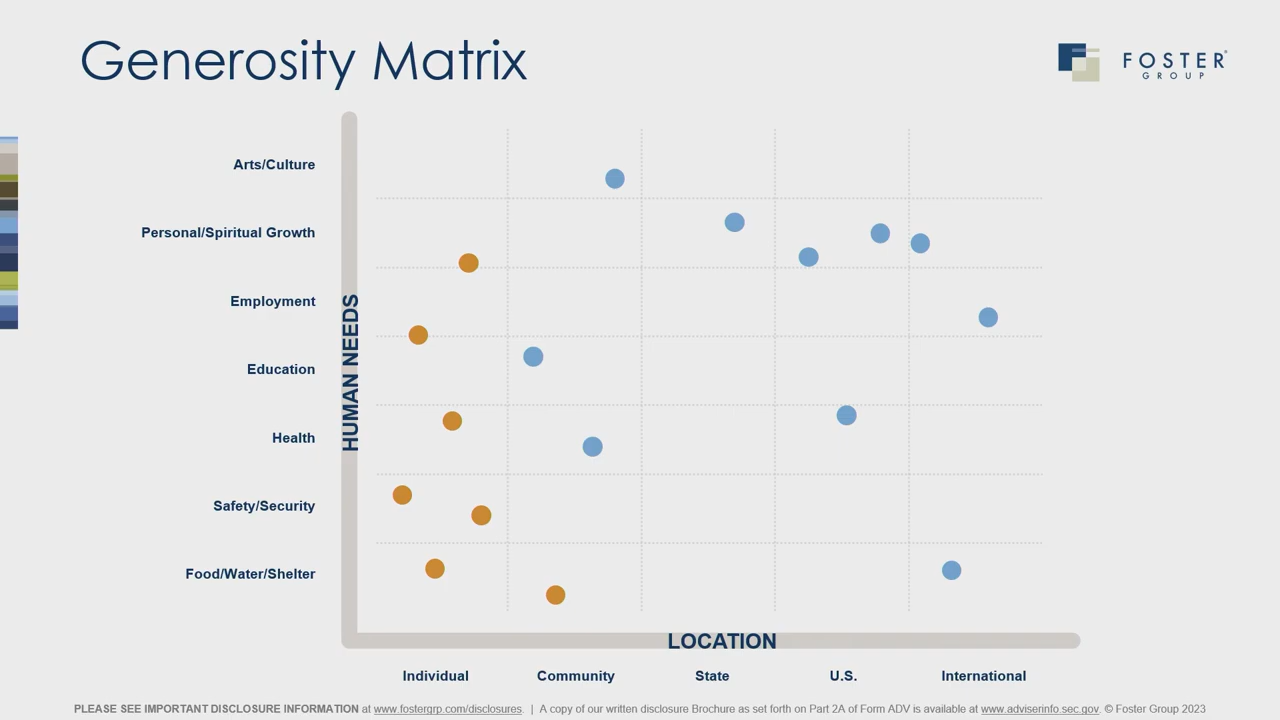 Generosity Matrix
FOSTER®
GROUP
Arts/Culture
Personal/Spiritual Growth
Employment
Education
Health
Safety/Security
Food/Water/Shelter
HUMAN NEEDS
LOCATION
Individual Community State U.S. International
PLEASE SEE IMPORTANT DISCLOSURE INFORMATION at www.fostergrp.com/disclosures. | A copy of our written disclosure Brochure as set forth on Part 2A of Form ADV is available at www.adviserinfo.sec.gov. © Foster Group 2023